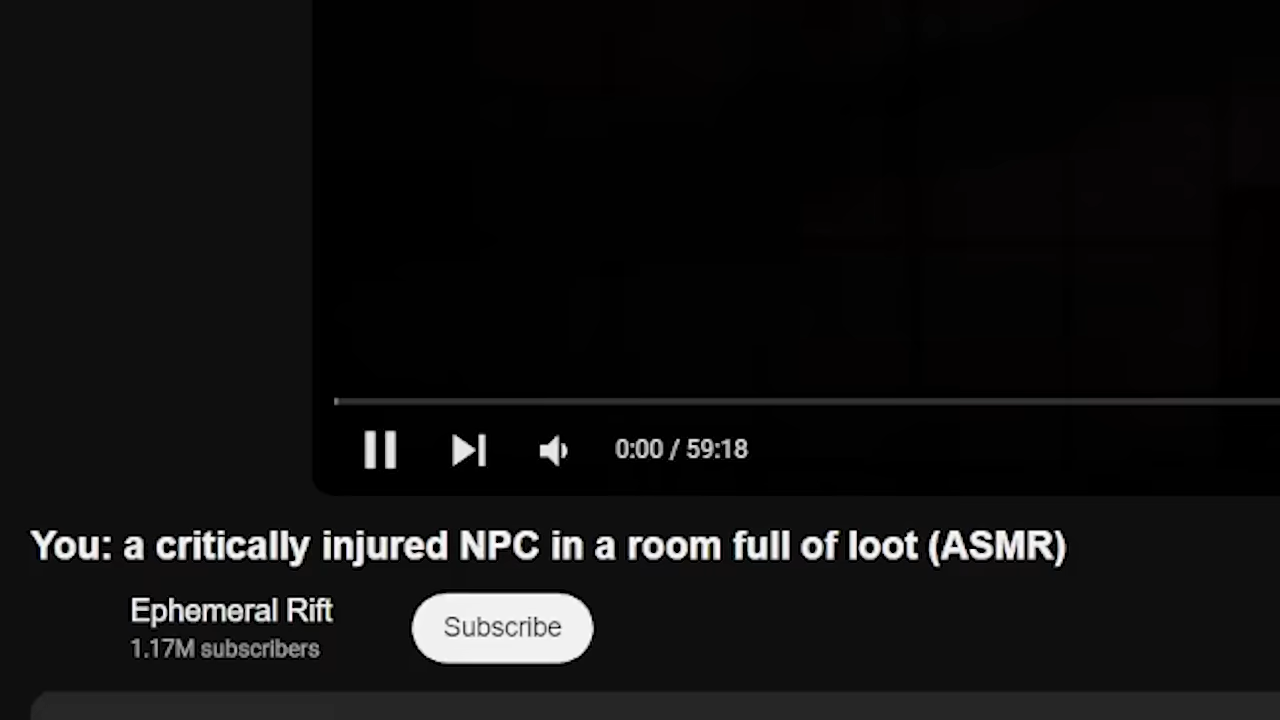 0:00 / 59:18
You: a critically injured NPC in a room full of loot (ASMR)
Ephemeral Rift
Subscribe
1.17M subscribers